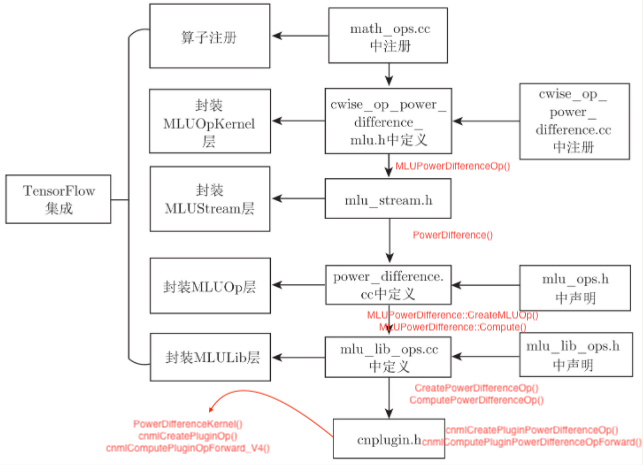 算子注册
math_ops.cc
中注册
封装
MLUOpKernel
层
cwise_op_power_
difference_
mlu.h中定义
cwise_op_
power_
difference.cc
中注册
MLUPowerDifferenceOp()
TensorFlow
集成
封装
MLUStream层
mlu_stream.h
PowerDifference()
封装MLUOp层
power_difference.
cc中定义
mlu_ops.h
中声明
MLUPowerDifference::CreateMLUOp()
MLUPowerDifference::Compute()
封装MLULib层
mlu_lib_ops.cc
中定义
mlu_lib_ops.h
中声明
CreatePowerDifferenceOp()
ComputePowerDifferenceOp()
PowerDifferenceKernel()
cnmlCreatePluginOp()
cnmlComputePluginOpForward_V4()
cnplugin.h
cnmlCreatePluginPowerDifferenceOp()
cnmlComputePluginPowerDifferenceOpForward()